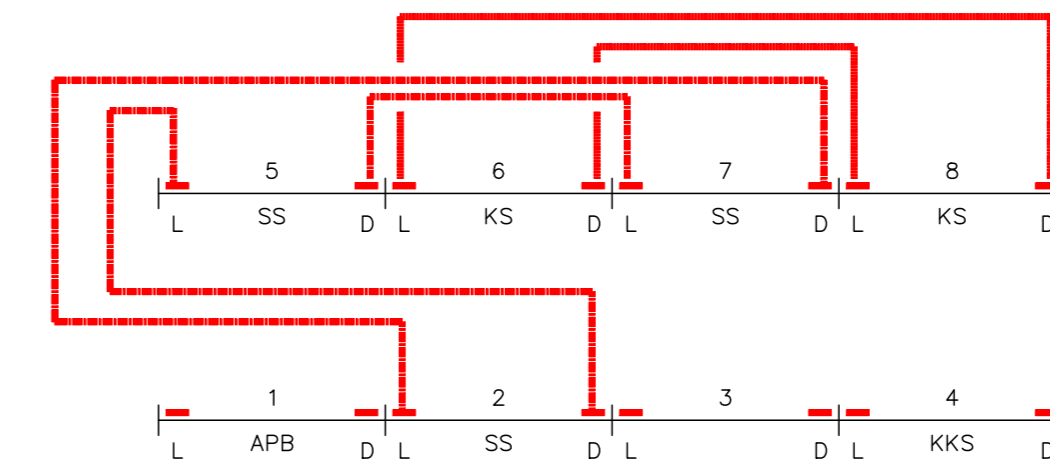 5 6 7 8
L SS D L KS D L SS D L KS D
1 2 3 4
L APB D L SS D L D L KKS D